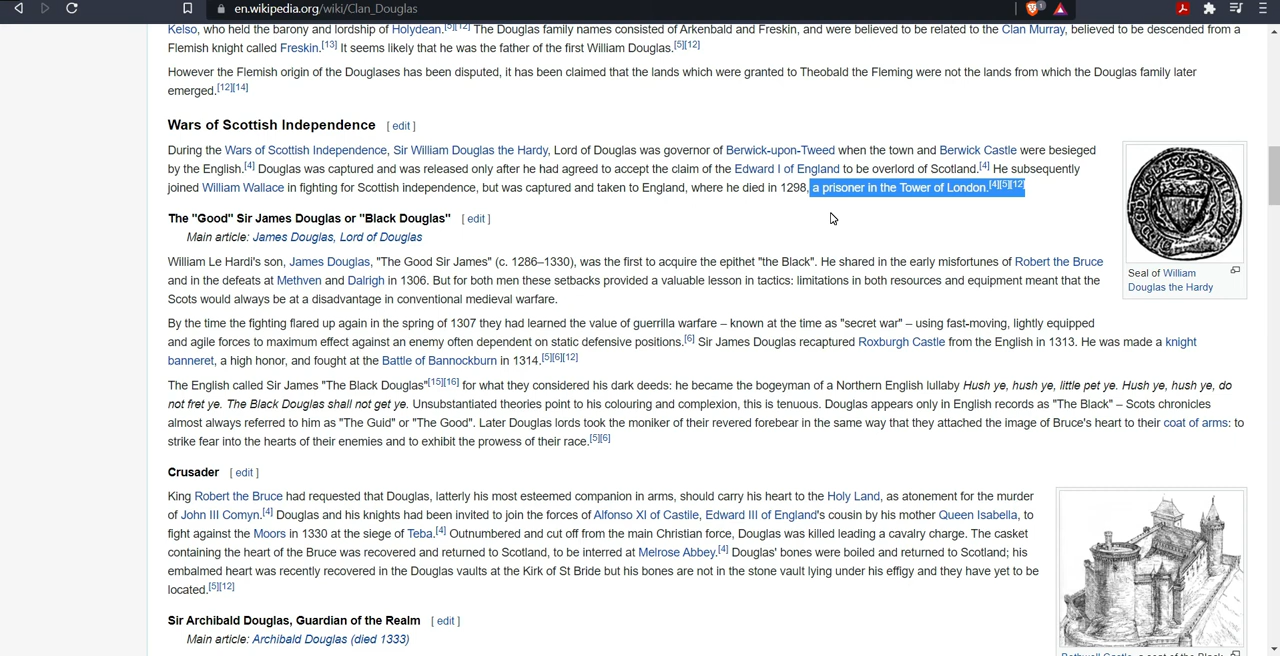 en.wikipedia.org/wiki/Clan_Douglas
1
Kelso, who held the barony and lordship of Holydean.[5][12] The Douglas family names consisted of Arkenbald and Freskin, and were believed to be related to the Clan Murray, believed to be descended from a
Flemish knight called Freskin.[13] It seems likely that he was the father of the first William Douglas.[5][12]
However the Flemish origin of the Douglases has been disputed, it has been claimed that the lands which were granted to Theobald the Fleming were not the lands from which the Douglas family later
emerged.[12][14]
Wars of Scottish Independence [ edit ]
During the Wars of Scottish Independence, Sir William Douglas the Hardy, Lord of Douglas was governor of Berwick-upon-Tweed when the town and Berwick Castle were besieged
by the English.[4] Douglas was captured and was released only after he had agreed to accept the claim of the Edward I of England to be overlord of Scotland.[4] He subsequently
joined William Wallace in fighting for Scottish independence, but was captured and taken to England, where he died in 1298, a prisoner in the Tower of London.[4][5][12]
Seal of William
Douglas the Hardy
The "Good" Sir James Douglas or "Black Douglas" [ edit ]
Main article: James Douglas, Lord of Douglas
William Le Hardi's son, James Douglas, "The Good Sir James" (c. 1286–1330), was the first to acquire the epithet "the Black". He shared in the early misfortunes of Robert the Bruce
and in the defeats at Methven and Dalrigh in 1306. But for both men these setbacks provided a valuable lesson in tactics: limitations in both resources and equipment meant that the
Scots would always be at a disadvantage in conventional medieval warfare.
By the time the fighting flared up again in the spring of 1307 they had learned the value of guerrilla warfare – known at the time as "secret war" – using fast-moving, lightly equipped
and agile forces to maximum effect against an enemy often dependent on static defensive positions.[6] Sir James Douglas recaptured Roxburgh Castle from the English in 1313. He was made a knight
banneret, a high honor, and fought at the Battle of Bannockburn in 1314.[5][6][12]
The English called Sir James "The Black Douglas"[15][16] for what they considered his dark deeds: he became the bogeyman of a Northern English lullaby Hush ye, hush ye, little pet ye. Hush ye, hush ye, do
not fret ye. The Black Douglas shall not get ye. Unsubstantiated theories point to his colouring and complexion, this is tenuous. Douglas appears only in English records as "The Black" – Scots chronicles
almost always referred to him as "The Guid" or "The Good". Later Douglas lords took the moniker of their revered forebear in the same way that they attached the image of Bruce's heart to their coat of arms: to
strike fear into the hearts of their enemies and to exhibit the prowess of their race.[5][6]
Crusader [ edit ]
King Robert the Bruce had requested that Douglas, latterly his most esteemed companion in arms, should carry his heart to the Holy Land, as atonement for the murder
of John III Comyn.[4] Douglas and his knights had been invited to join the forces of Alfonso XI of Castile, Edward III of England's cousin by his mother Queen Isabella, to
fight against the Moors in 1330 at the siege of Teba.[4] Outnumbered and cut off from the main Christian force, Douglas was killed leading a cavalry charge. The casket
containing the heart of the Bruce was recovered and returned to Scotland, to be interred at Melrose Abbey.[4] Douglas' bones were boiled and returned to Scotland; his
embalmed heart was recently recovered in the Douglas vaults at the Kirk of St Bride but his bones are not in the stone vault lying under his effigy and they have yet to be
located.[5][12]
Sir Archibald Douglas, Guardian of the Realm [ edit ]
Main article: Archibald Douglas (died 1333)
Bothwell Castle, a seat of the Black